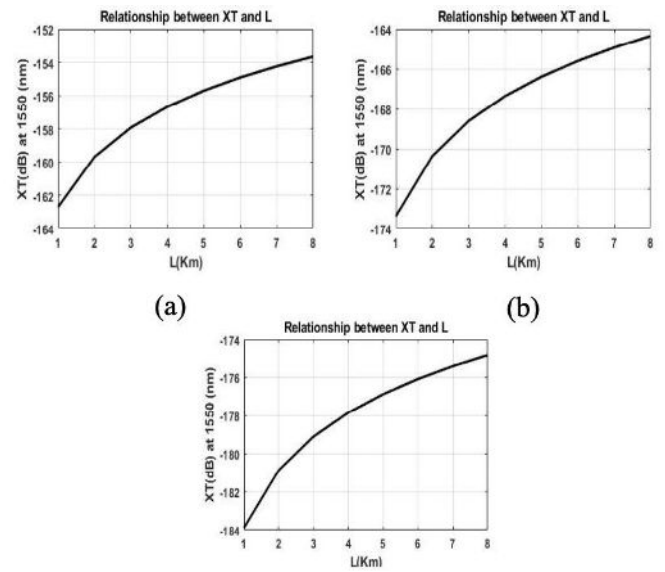 Relationship between XT and L
XT(dB) at 1550 (nm)
-152
-154
-156
-158
-160
-162
-164
1 2 3 4 5 6 7 8
L(Km)
(a)
Relationship between XT and L
XT(dB) at 1550 (nm)
-164
-166
-168
-170
-172
-174
1 2 3 4 5 6 7 8
L(Km)
(b)
Relationship between XT and L
XT(dB) at 1550 (nm)
-174
-176
-178
-180
-182
-184
1 2 3 4 5 6 7 8
L(Km)